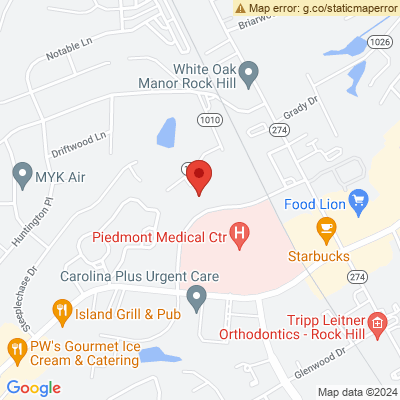 Map error: g.co/staticmaperror
Briarwood
Notable Ln
1026
White Oak
Manor Rock Hill
Grady Dr
1010
274
Driftwood Ln
MYK Air
Huntington Pl
Food Lion
Piedmont Medical Ctr
H
Starbucks
Steeplechase Dr
Carolina Plus Urgent Care
274
Island Grill & Pub
Tripp Leitner
Orthodontics - Rock Hill
PW's Gourmet Ice
Cream & Catering
Glenwood Dr
Google
Map data ©2024